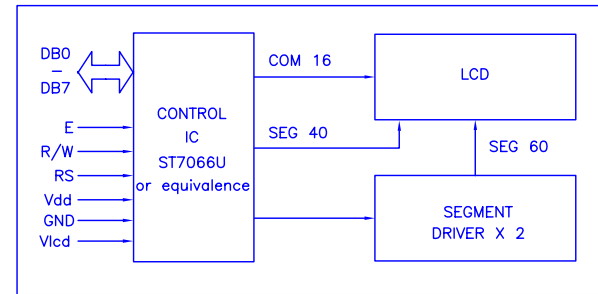 DB0
–
DB7
E
R/W
RS
Vdd
GND
Vlcd
CONTROL
IC
ST7066U
or equivalence
COM 16
SEG 40
LCD
SEG 60
SEGMENT
DRIVER X 2